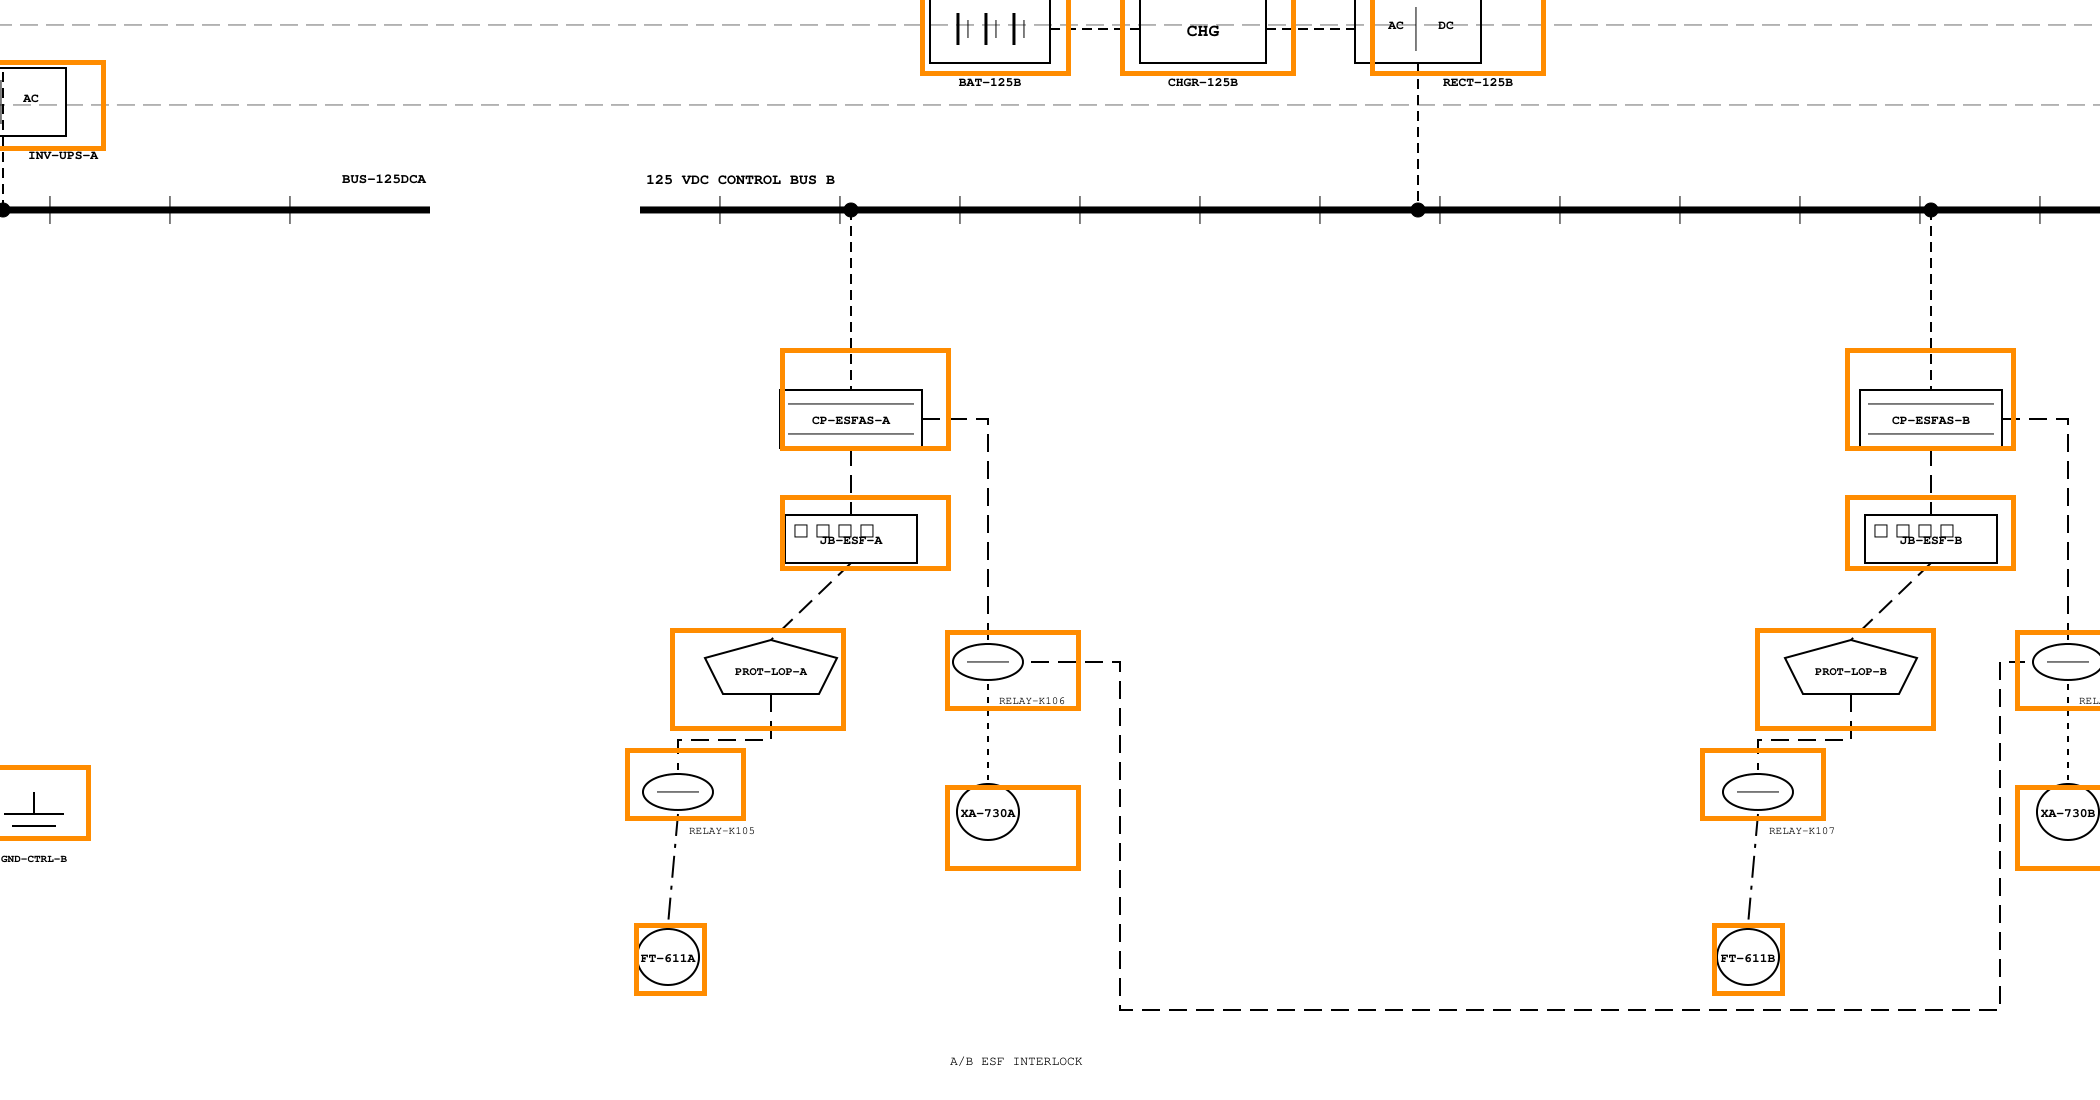 CHG
AC DC
BAT-125B
CHGR-125B
RECT-125B
AC
INV-UPS-A
BUS-125DCA
125 VDC CONTROL BUS B
CP-ESFAS-A
CP-ESFAS-B
JB-ESF-A
JB-ESF-B
PROT-LOP-A
PROT-LOP-B
RELAY-K106
XA-730A
XA-730B
RELAY-K105
RELAY-K107
GND-CTRL-B
FT-611A
FT-611B
A/B ESF INTERLOCK